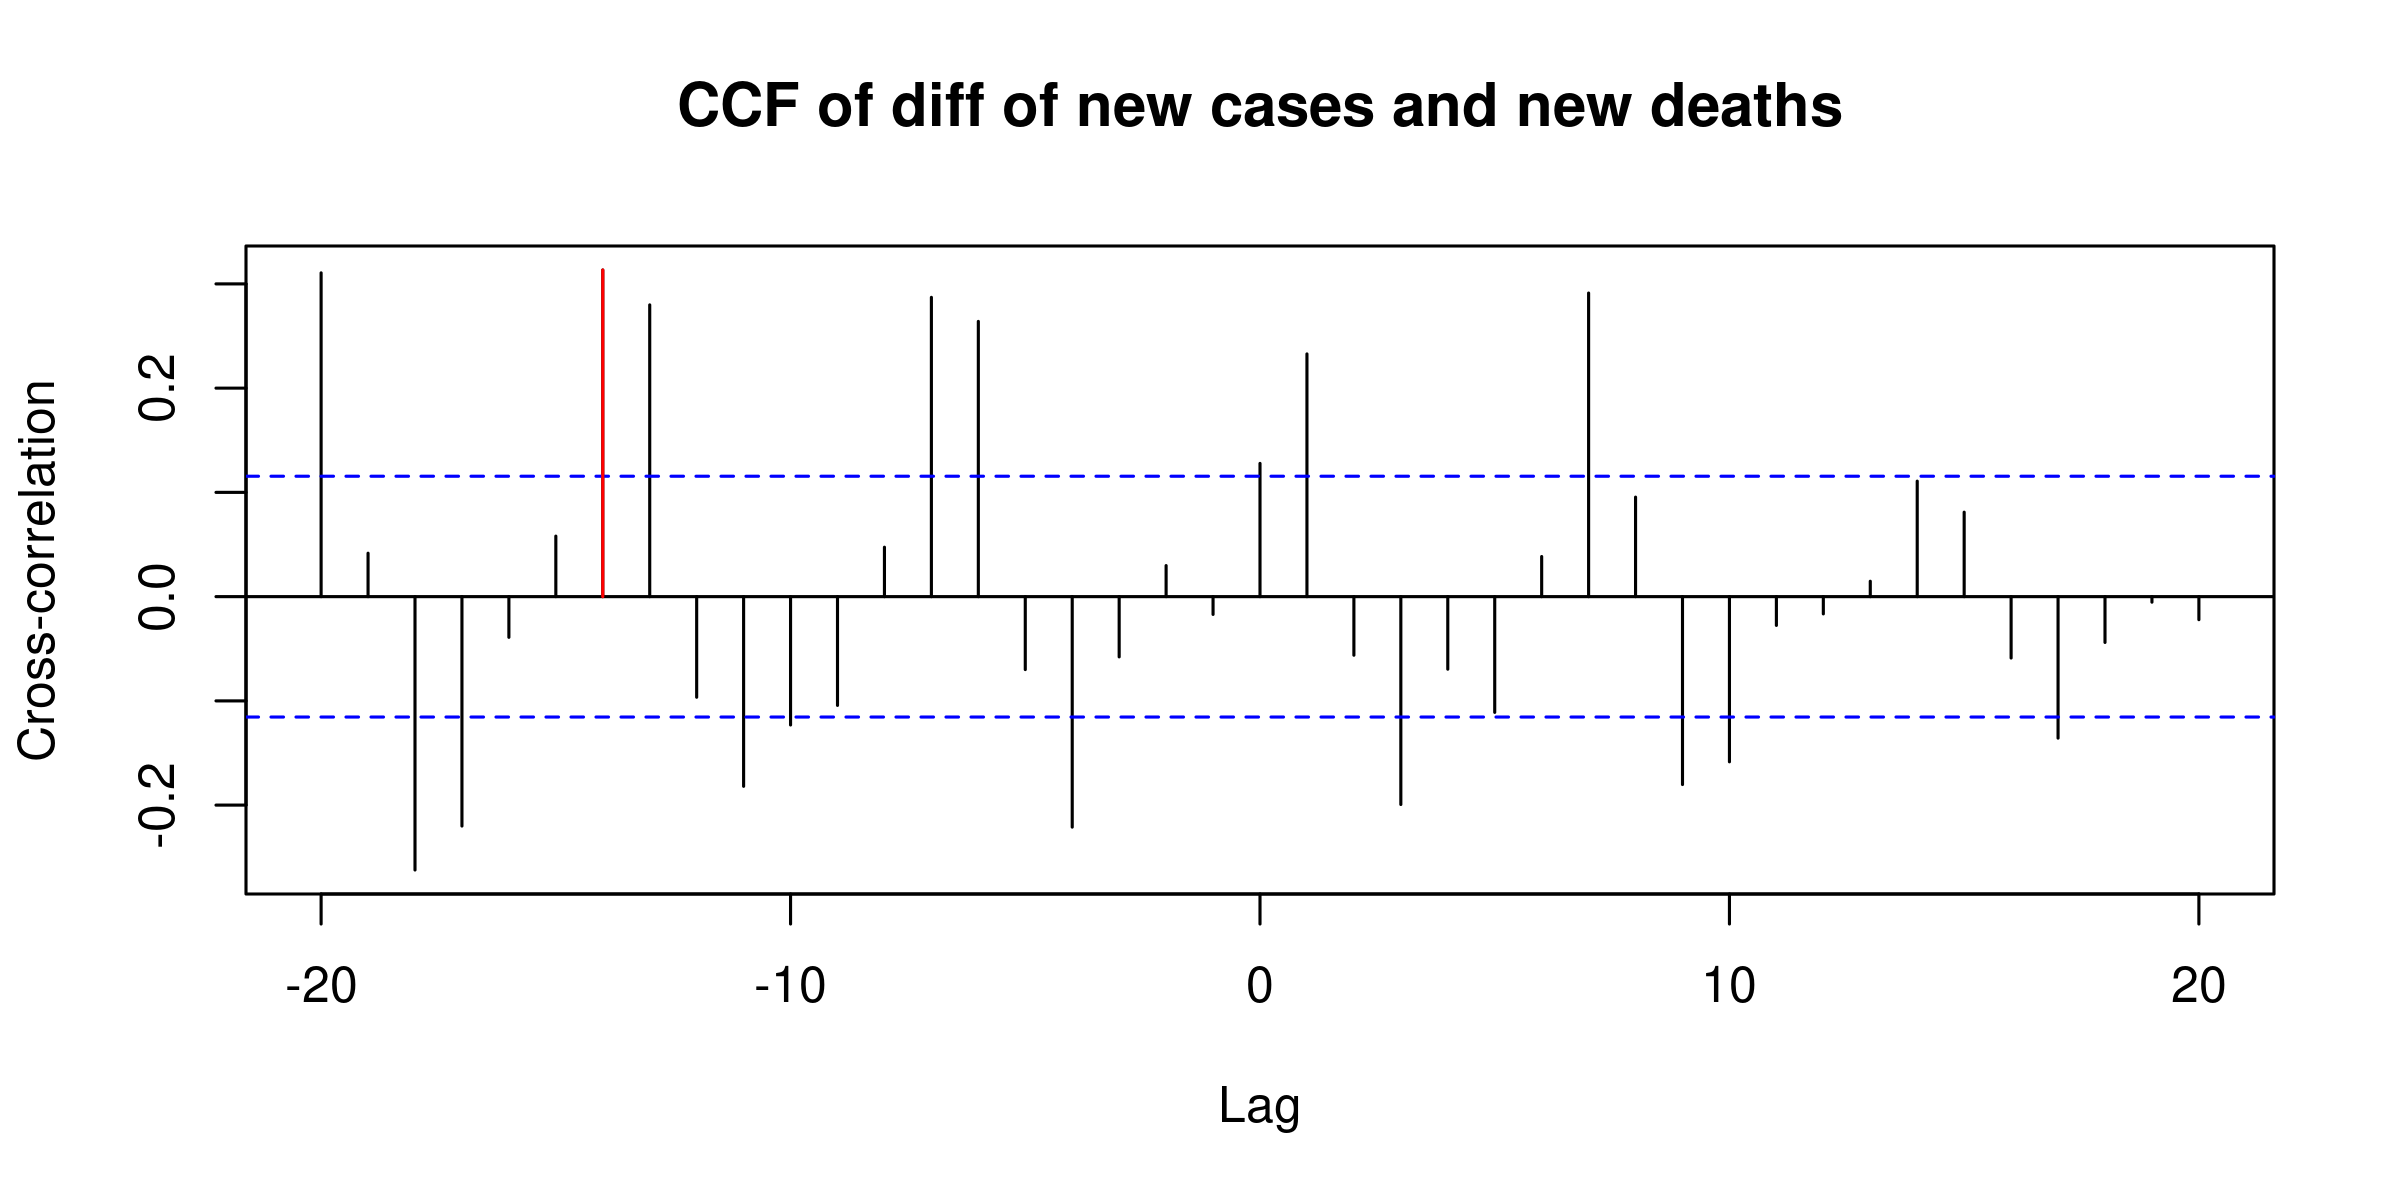 CCF of diff of new cases and new deaths
Cross-correlation
0.2
0.0
-0.2
-20 -10 0 10 20
Lag